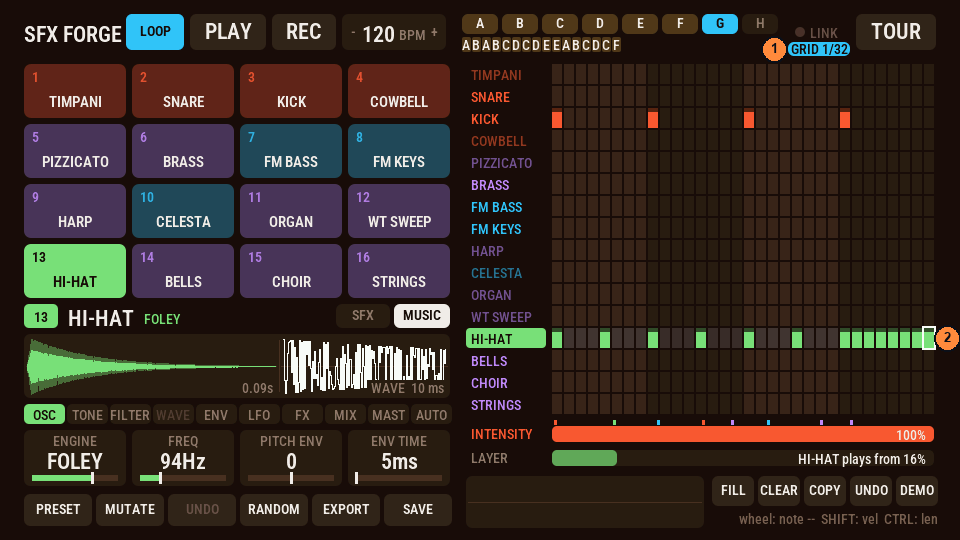 SFX FORGE LOOP PLAY REC - 120 BPM + A B C D E F G H LINK TOUR
ABABCDCDEEABCDCF 1 GRID 1/32
1 TIMPANI 2 SNARE 3 KICK 4 COWBELL
5 PIZZICATO 6 BRASS 7 FM BASS 8 FM KEYS
9 HARP 10 CELESTA 11 ORGAN 12 WT SWEEP
13 HI-HAT 14 BELLS 15 CHOIR 16 STRINGS
13 HI-HAT FOLEY SFX MUSIC
0.09s WAVE 10 ms
OSC TONE FILTER WAVE ENV LFO FX MIX MAST AUTO
ENGINE FREQ PITCH ENV ENV TIME
FOLEY 94Hz 0 5ms
PRESET MUTATE UNDO RANDOM EXPORT SAVE
TIMPANI
SNARE
KICK
COWBELL
PIZZICATO
BRASS
FM BASS
FM KEYS
HARP
CELESTA
ORGAN
WT SWEEP
HI-HAT 2
BELLS
CHOIR
STRINGS
INTENSITY 100%
LAYER HI-HAT plays from 16%
FILL CLEAR COPY UNDO DEMO
wheel: note -- SHIFT: vel CTRL: len